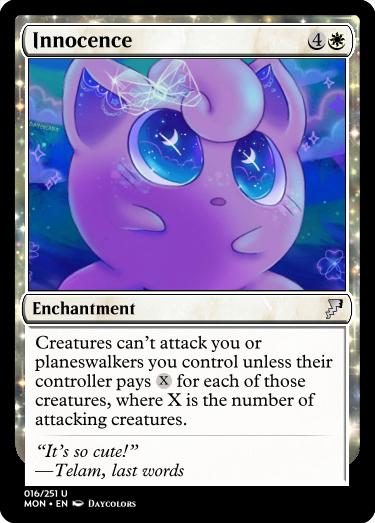 Innocence 4
Enchantment
Creatures can't attack you or
planeswalkers you control unless their
controller pays X for each of those
creatures, where X is the number of
attacking creatures.
"It's so cute!"
—Telam, last words
016/251 U
MON • EN Daycolors